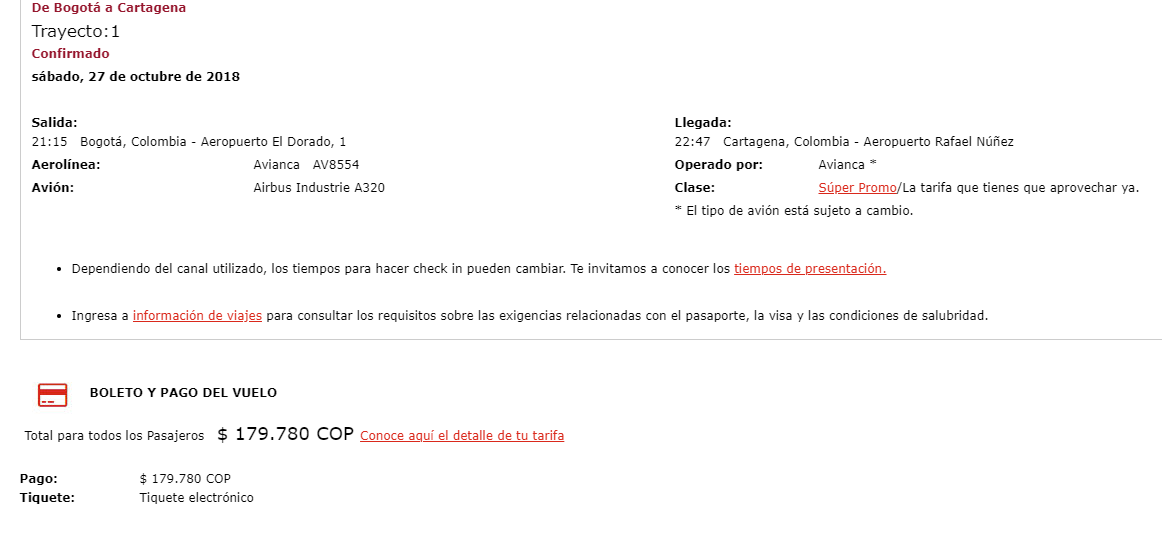 De Bogotá a Cartagena
Trayecto:1
Confirmado
sábado, 27 de octubre de 2018
Salida:
21:15 Bogotá, Colombia - Aeropuerto El Dorado, 1
Aerolínea: Avianca AV8554
Avión: Airbus Industrie A320
Llegada:
22:47 Cartagena, Colombia - Aeropuerto Rafael Núñez
Operado por: Avianca *
Clase: Súper Promo/La tarifa que tienes que aprovechar ya.
* El tipo de avión está sujeto a cambio.
• Dependiendo del canal utilizado, los tiempos para hacer check in pueden cambiar. Te invitamos a conocer los tiempos de presentación.
• Ingresa a información de viajes para consultar los requisitos sobre las exigencias relacionadas con el pasaporte, la visa y las condiciones de salubridad.
BOLETO Y PAGO DEL VUELO
Total para todos los Pasajeros $ 179.780 COP Conoce aquí el detalle de tu tarifa
Pago: $ 179.780 COP
Tiquete: Tiquete electrónico